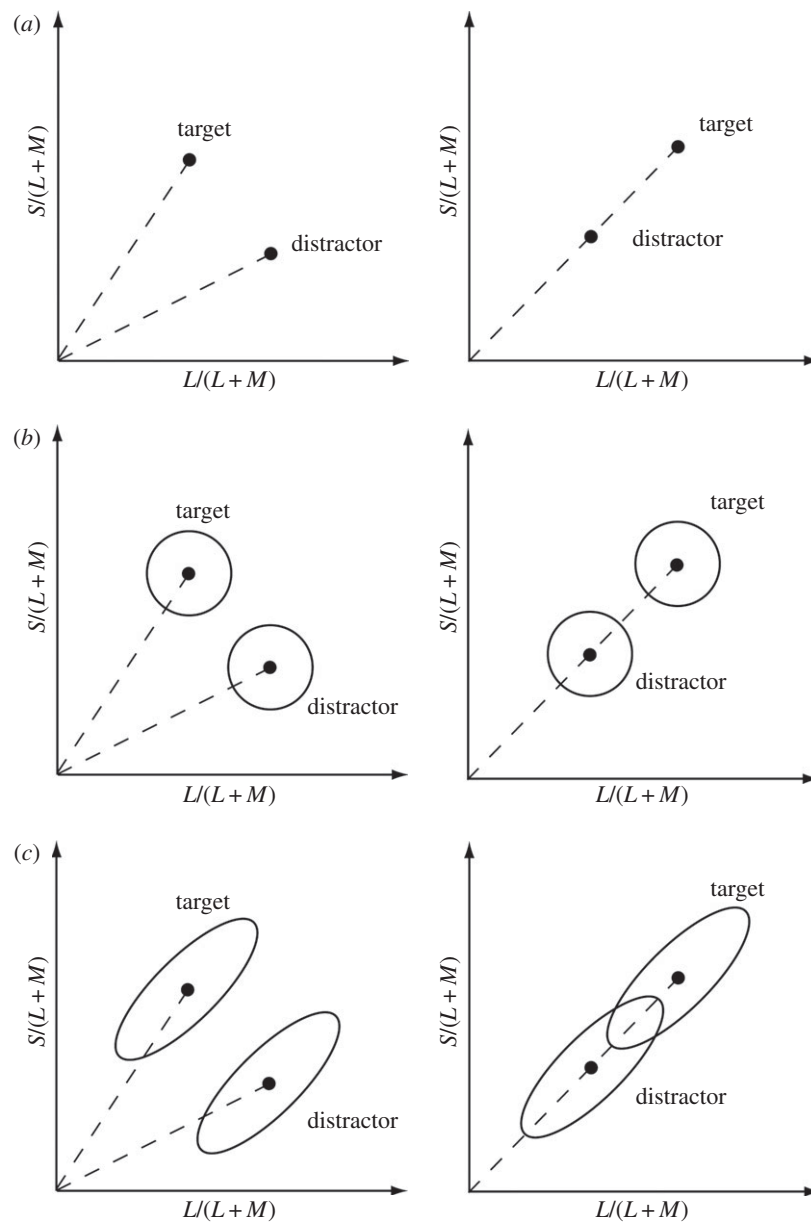 (a)
S/(L + M)
target
distractor
L/(L + M)
S/(L + M)
target
distractor
L/(L + M)
(b)
S/(L + M)
target
distractor
L/(L + M)
S/(L + M)
target
distractor
L/(L + M)
(c)
S/(L + M)
target
distractor
L/(L + M)
S/(L + M)
target
distractor
L/(L + M)